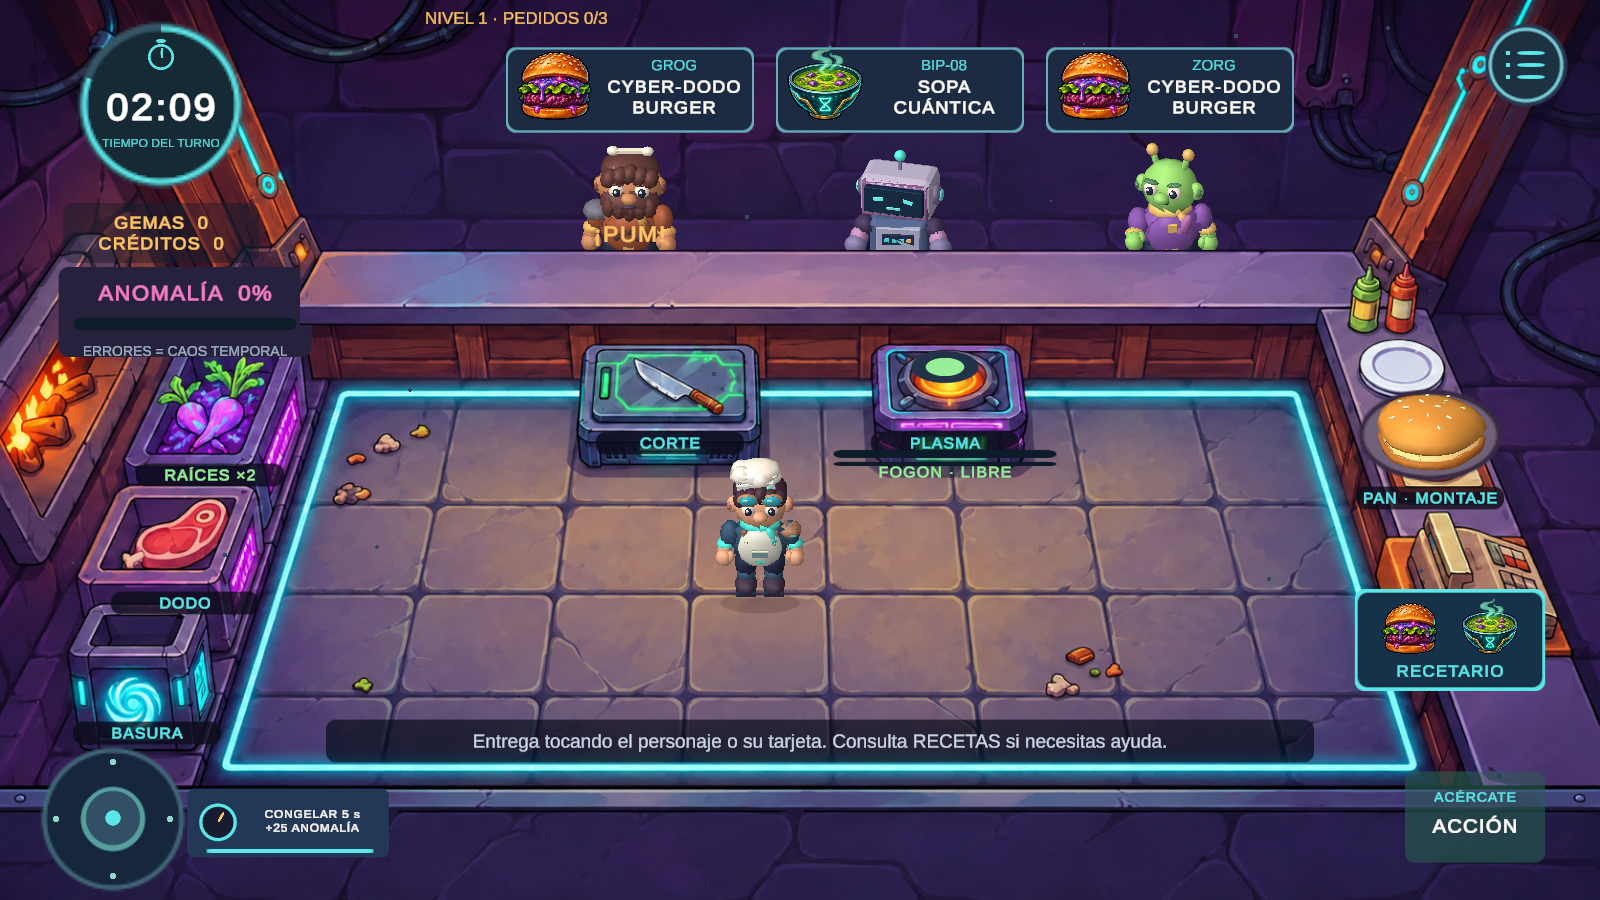 NIVEL 1 · PEDIDOS 0/3
02:09
TIEMPO DEL TURNO
GROG
CYBER-DODO
BURGER
BIP-08
SOPA
CUÁNTICA
ZORG
CYBER-DODO
BURGER
GEMAS 0
CRÉDITOS 0
ANOMALÍA 0%
ERRORES = CAOS TEMPORAL
¡PUM!
CORTE
PLASMA
FOGON · LIBRE
RAÍCES ×2
DODO
BASURA
PAN · MONTAJE
RECETARIO
Entrega tocando el personaje o su tarjeta. Consulta RECETAS si necesitas ayuda.
CONGELAR 5 s
+25 ANOMALÍA
ACÉRCATE
ACCIÓN